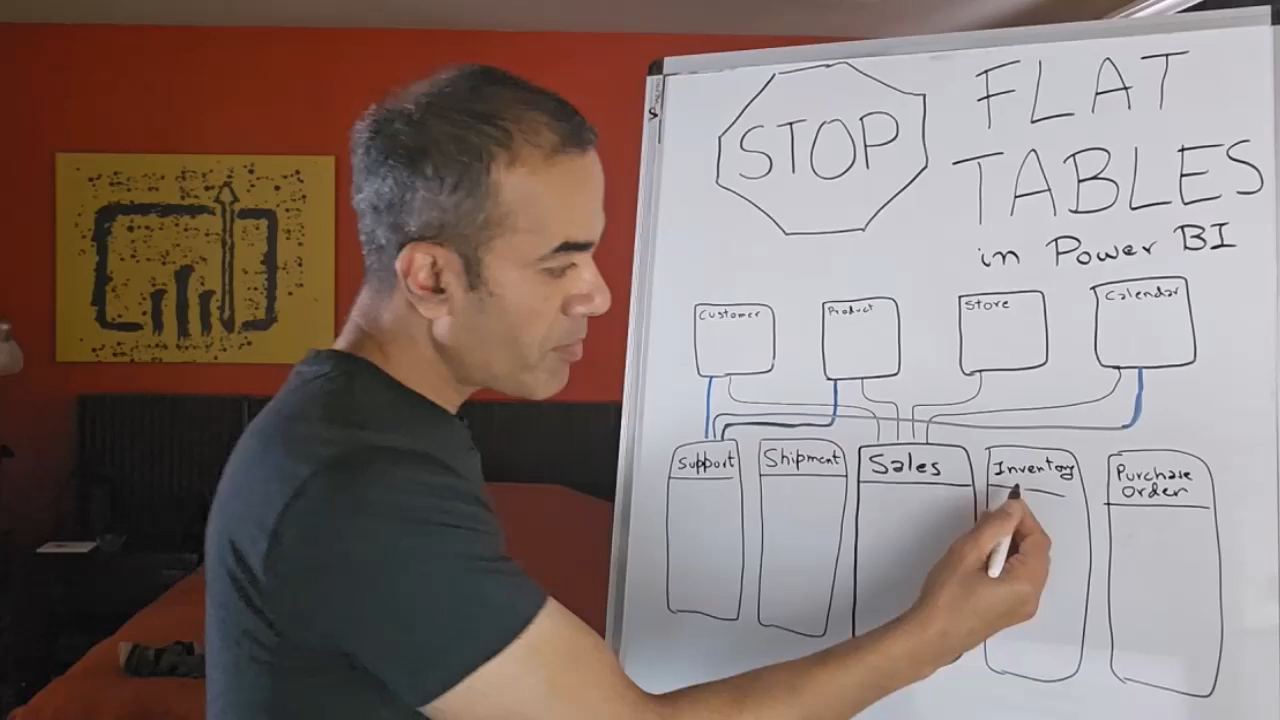 STOP
FLAT
TABLES
in Power BI
Customer
Product
Store
Calendar
Support
Shipment
Sales
Inventory
Purchase
Order